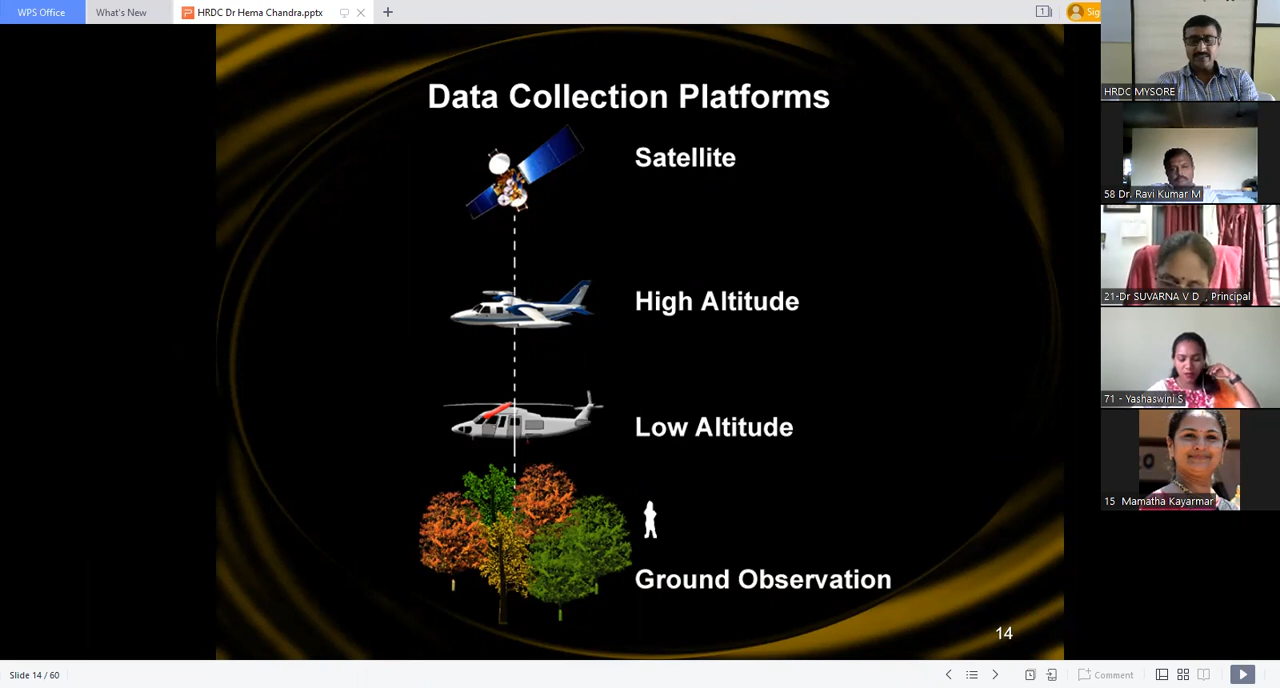 WPS Office
What's New
HRDC Dr Hema Chandra.pptx
1
Sig
Data Collection Platforms
Satellite
High Altitude
Low Altitude
Ground Observation
14
HRDC MYSORE
58 Dr. Ravi Kumar M
21-Dr SUVARNA V D , Principal
71 - Yashaswini S
15 Mamatha Kayarmar
Slide 14 / 60
Comment